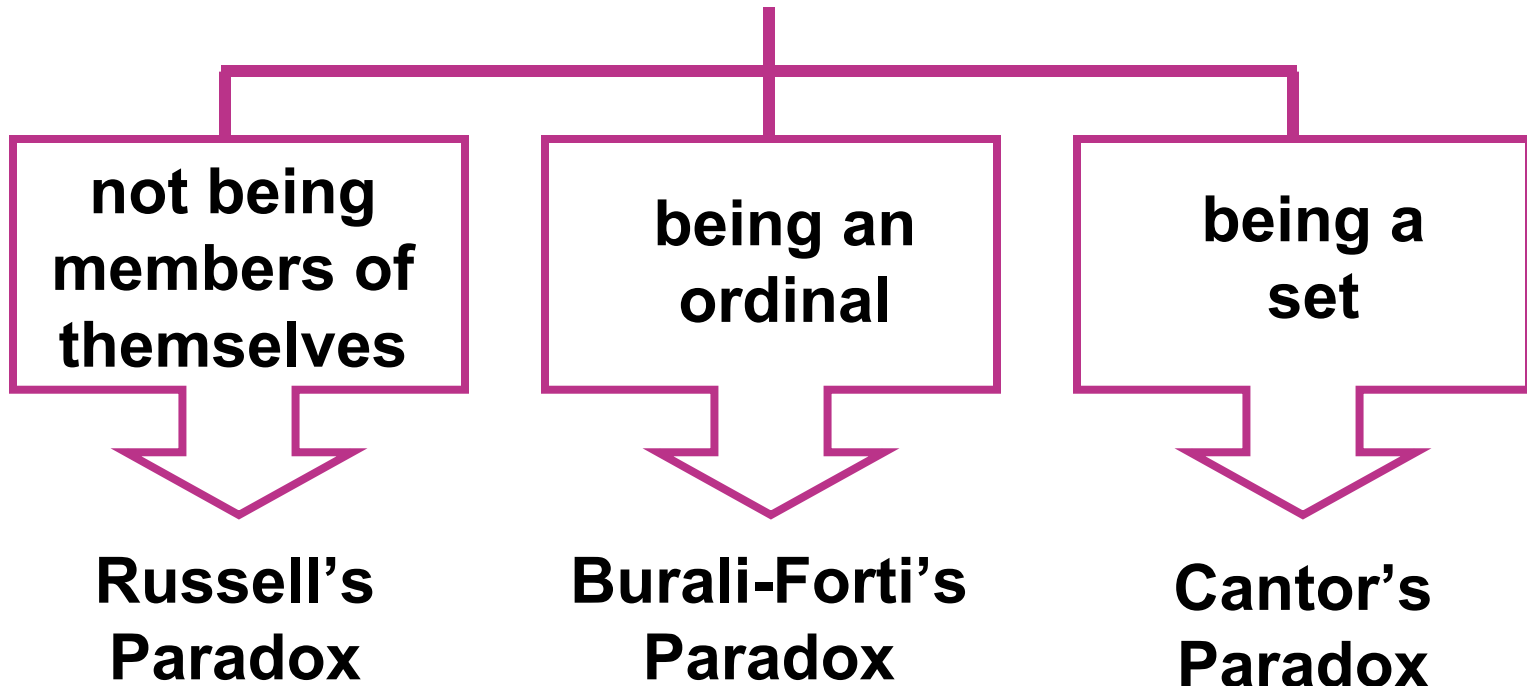 not being
members of
themselves
being an
ordinal
being a
set
Russell’s
Paradox
Burali-Forti’s
Paradox
Cantor’s
Paradox